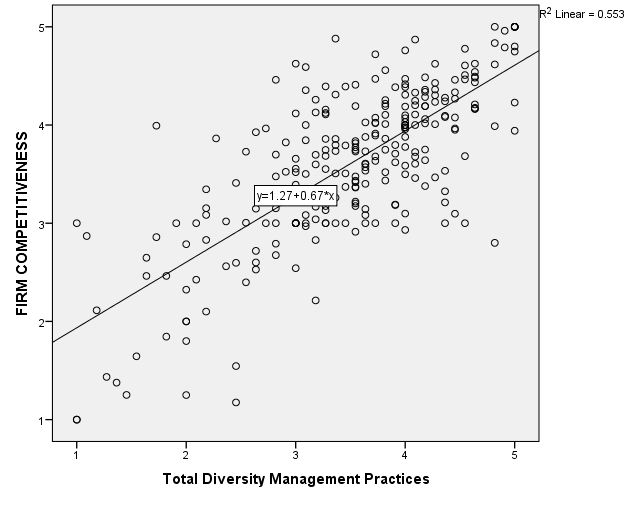 R² Linear = 0.553
FIRM COMPETITIVENESS
5
4
3
2
1
y=1.27+0.67*x
1 2 3 4 5
Total Diversity Management Practices